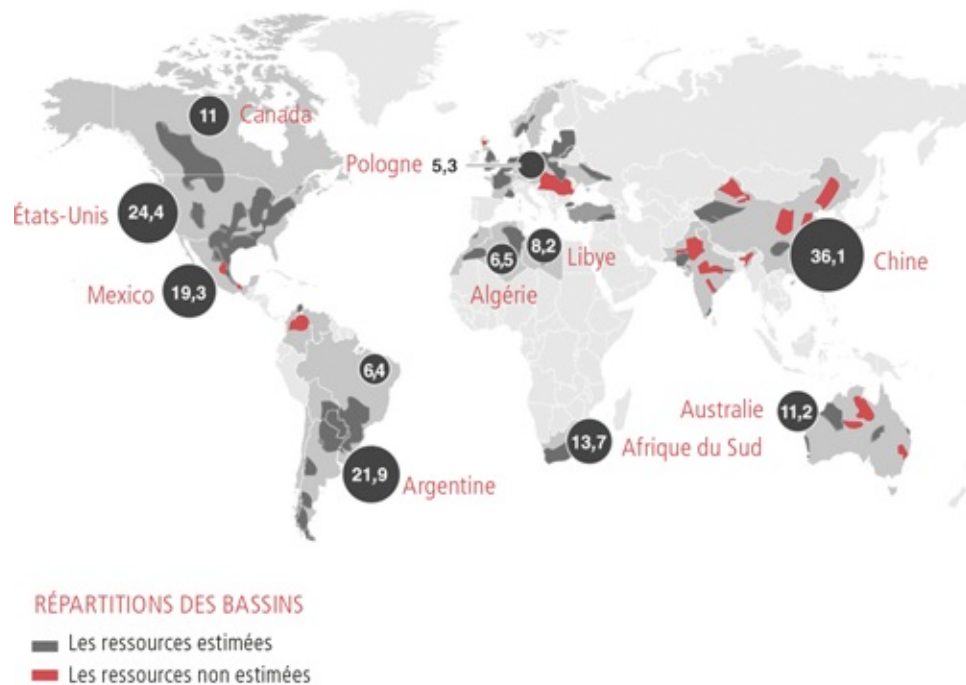 11 Canada
Pologne 5,3
États-Unis 24,4
Mexico 19,3
6,5 Algérie
8,2 Libye
36,1 Chine
6,4
21,9 Argentine
13,7 Afrique du Sud
Australie 11,2
RÉPARTITIONS DES BASSINS
Les ressources estimées
Les ressources non estimées